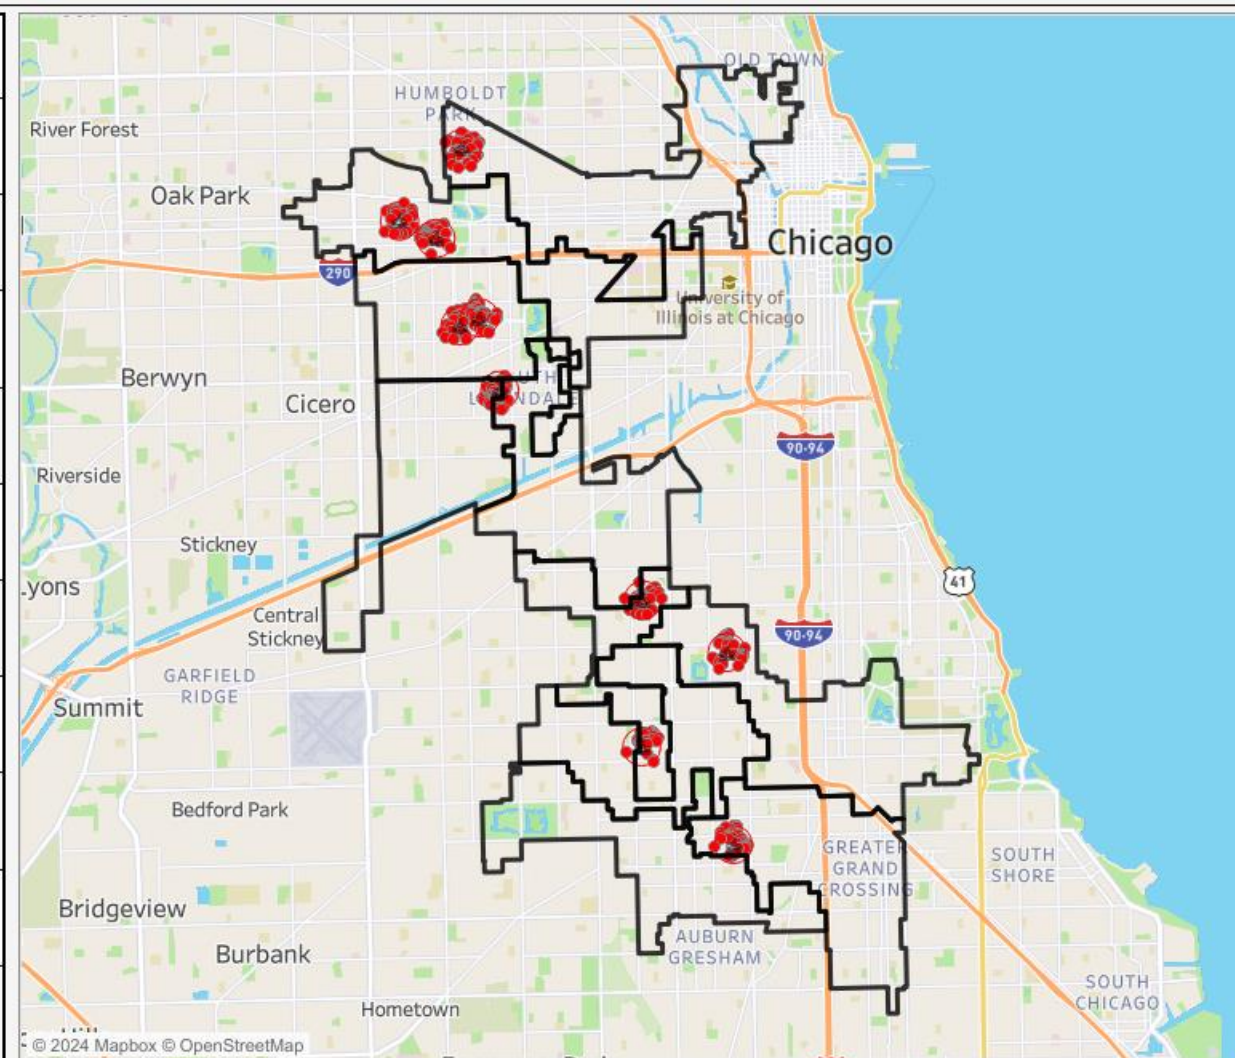 OLD TOWN
HUMBOLDT
PARK
River Forest
Oak Park
Chicago
290
University of
Illinois at Chicago
Berwyn
Cicero
90-94
Riverside
Stickney
41
Central
Stickney
90-94
GARFIELD
RIDGE
Summit
Bedford Park
GREATER
GRAND
CROSSING
SOUTH
SHORE
Bridgeview
AUBURN
GRESHAM
Burbank
SOUTH
CHICAGO
Hometown
© 2024 Mapbox © OpenStreetMap